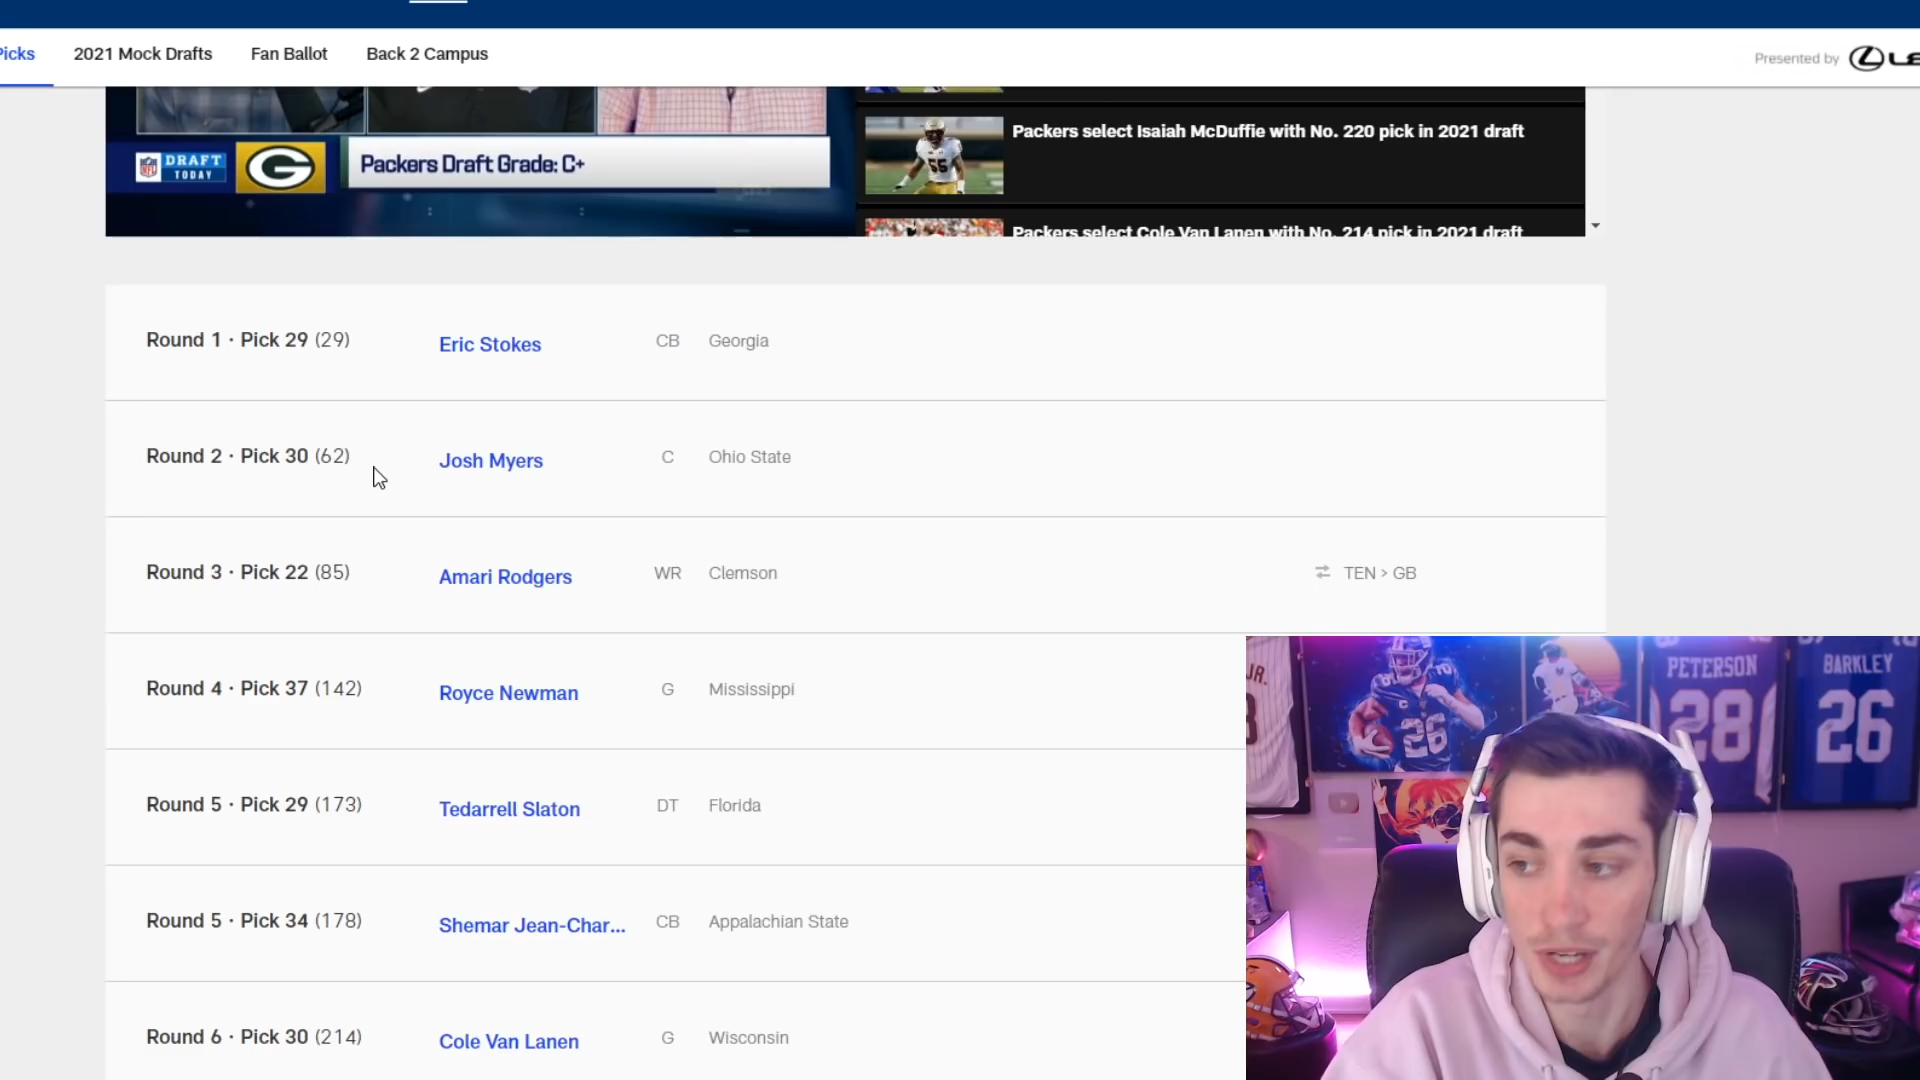 Picks 2021 Mock Drafts Fan Ballot Back 2 Campus Presented by
Packers select Isaiah McDuffie with No. 220 pick in 2021 draft
NFL DRAFT TODAY G Packers Draft Grade: C+
55
Packers select Cole Van Lanen with No. 214 pick in 2021 draft
Round 1 · Pick 29 (29) Eric Stokes CB Georgia
Round 2 · Pick 30 (62) Josh Myers C Ohio State
Round 3 · Pick 22 (85) Amari Rodgers WR Clemson TEN > GB
Round 4 · Pick 37 (142) Royce Newman G Mississippi
Round 5 · Pick 29 (173) Tedarrell Slaton DT Florida
Round 5 · Pick 34 (178) Shemar Jean-Char... CB Appalachian State
Round 6 · Pick 30 (214) Cole Van Lanen G Wisconsin
JR.
26
PETERSON
28
BARKLEY
26